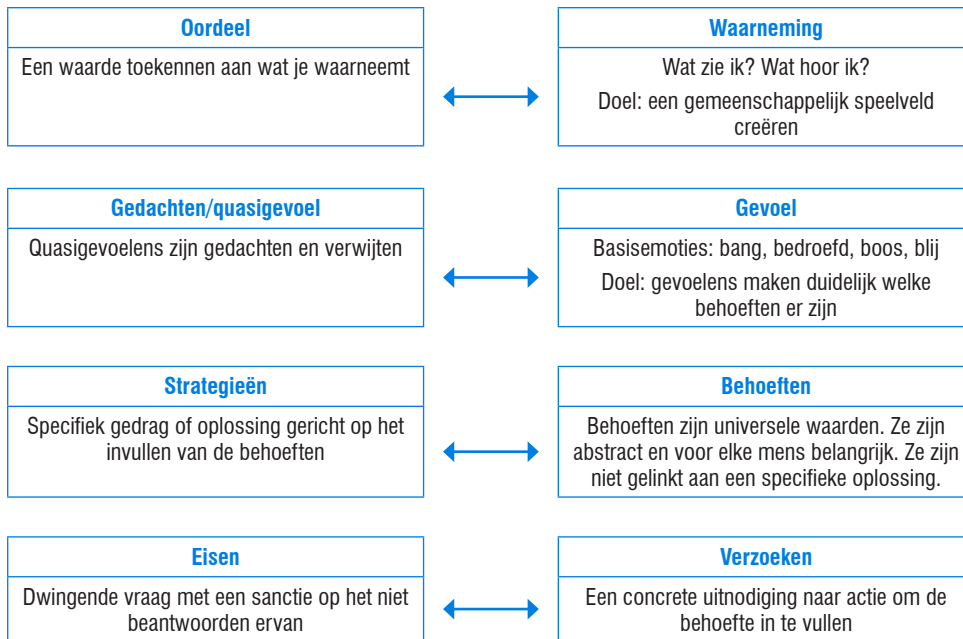 Oordeel
Een waarde toekennen aan wat je waarneemt
Waarneming
Wat zie ik? Wat hoor ik?
Doel: een gemeenschappelijk speelveld
creëren
Gedachten/quasigevoel
Quasigevoelens zijn gedachten en verwijten
Gevoel
Basisemoties: bang, bedroefd, boos, blij
Doel: gevoelens maken duidelijk welke
behoeften er zijn
Strategieën
Specifiek gedrag of oplossing gericht op het
invullen van de behoeften
Behoeften
Behoeften zijn universele waarden. Ze zijn
abstract en voor elke mens belangrijk. Ze zijn
niet gelinkt aan een specifieke oplossing.
Eisen
Dwingende vraag met een sanctie op het niet
beantwoorden ervan
Verzoeken
Een concrete uitnodiging naar actie om de
behoefte in te vullen